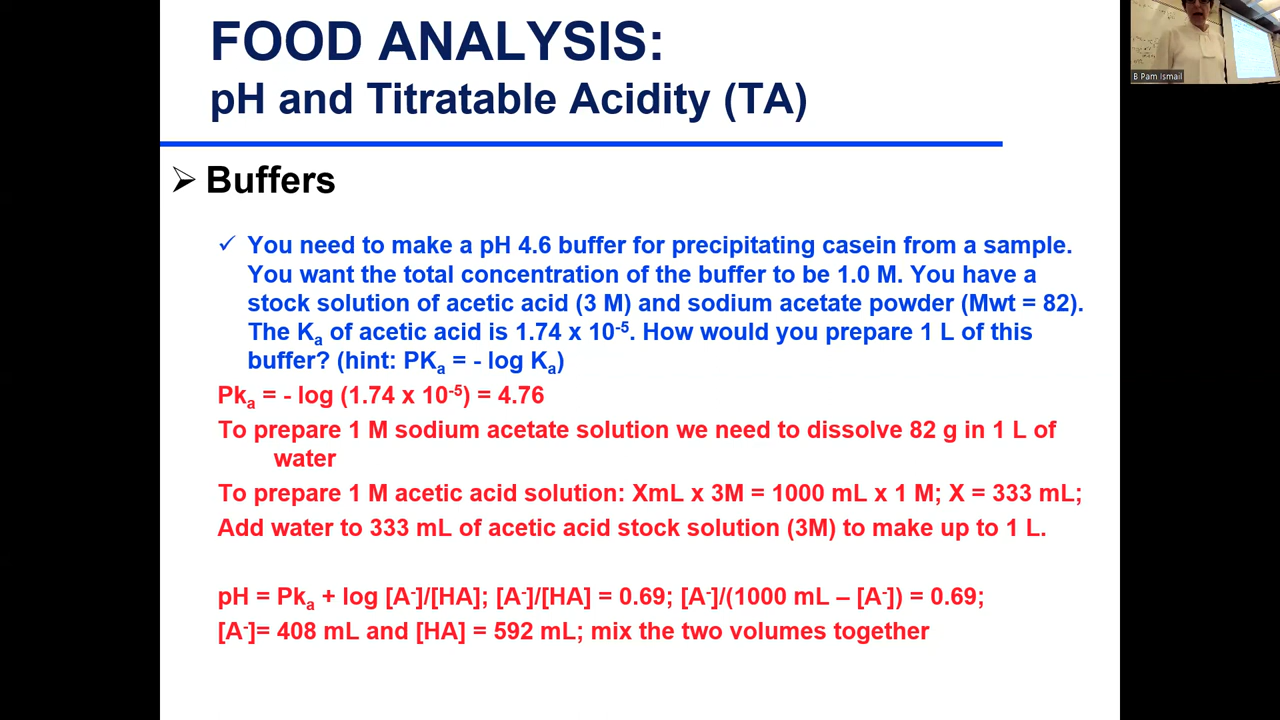 FOOD ANALYSIS:
pH and Titratable Acidity (TA)
B Pam Ismail
➢ Buffers
✓ You need to make a pH 4.6 buffer for precipitating casein from a sample.
You want the total concentration of the buffer to be 1.0 M. You have a
stock solution of acetic acid (3 M) and sodium acetate powder (Mwt = 82).
The Kₐ of acetic acid is 1.74 x 10⁻⁵. How would you prepare 1 L of this
buffer? (hint: PKₐ = - log Kₐ)
Pkₐ = - log (1.74 x 10⁻⁵) = 4.76
To prepare 1 M sodium acetate solution we need to dissolve 82 g in 1 L of
water
To prepare 1 M acetic acid solution: XmL x 3M = 1000 mL x 1 M; X = 333 mL;
Add water to 333 mL of acetic acid stock solution (3M) to make up to 1 L.
pH = Pkₐ + log [A⁻]/[HA]; [A⁻]/[HA] = 0.69; [A⁻]/(1000 mL – [A⁻]) = 0.69;
[A⁻]= 408 mL and [HA] = 592 mL; mix the two volumes together